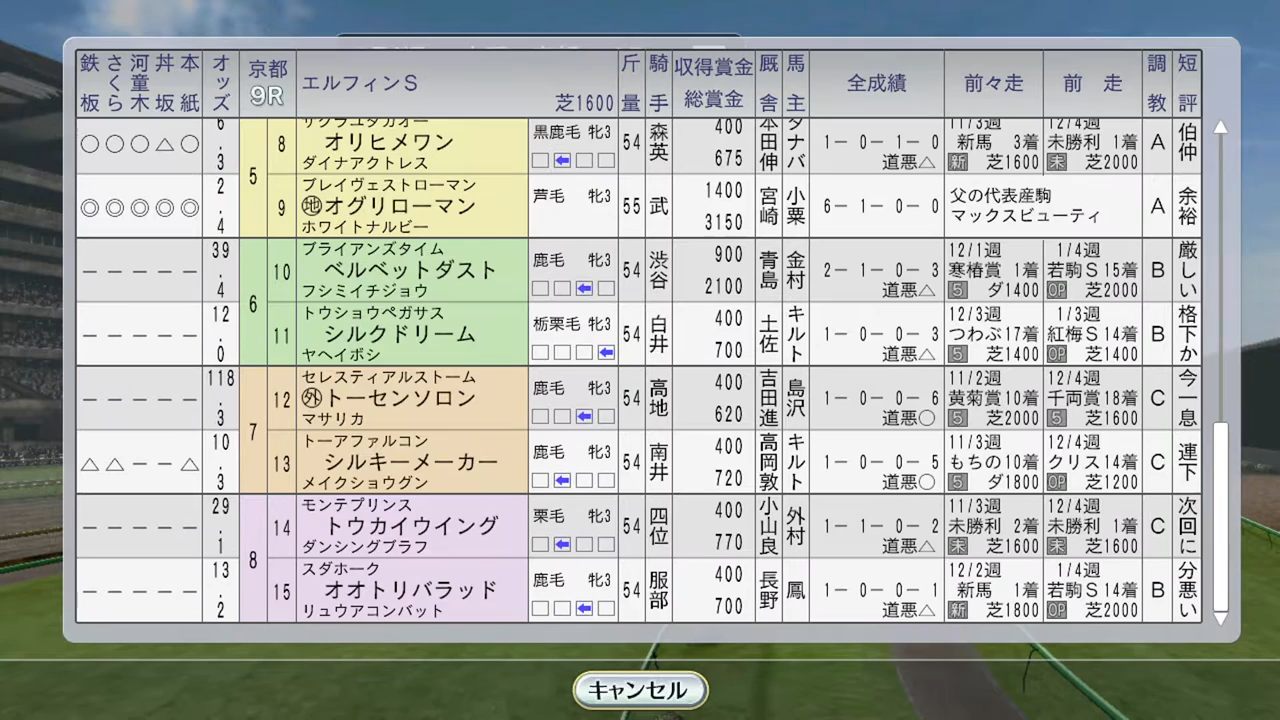 鉄板 さくら 河童木 丼坂 本紙 オッズ 京都 9R エルフィンS 芝1600 斤量 騎手 収得賞金 総賞金 厩舎 馬主 全成績 前々走 前走 調教 短評
○○○△○ 6.3 5 8 サクラユタカオー 黒鹿毛 牝3 54 森英 400 本田伸 タナバ 1-0-1-0 11/3週 12/4週 A 伯仲
オリヒメワン 新馬 3着 未勝利 1着
ダイナアクトレス 675 道悪△ 新 芝1600 未 芝2000
◎◎◎◎◎ 2.4 9 ブレイヴェストローマン 芦毛 牝3 55 武 1400 宮崎 小栗 6-1-0-0 父の代表産駒 A 余裕
地オグリローマン マックスビューティ
ホワイトナルビー 3150
----- 39.4 6 10 ブライアンズタイム 鹿毛 牝3 54 渋谷 900 青島 金村 2-1-0-3 12/1週 1/4週 B 厳しい
ベルベットダスト 寒椿賞 1着 若駒S15着
フシミイチジョウ 2100 道悪△ 5 ダ1400 OP 芝2000
----- 12.0 11 トウショウペガサス 栃栗毛 牝3 54 白井 400 土佐 キルト 1-0-0-3 12/3週 1/3週 B 格下か
シルクドリーム つわぶ17着 紅梅S14着
ヤヘイボシ 700 道悪△ 5 芝1400 OP 芝1400
----- 118.3 7 12 セレスティアルストーム 鹿毛 牝3 54 高地 400 吉田進 島沢 1-0-0-6 11/2週 12/4週 C 今一息
外トーセンソロン 黄菊賞10着 千両賞18着
マサリカ 620 道悪○ 5 芝2000 5 芝1600
△△--△ 10.3 13 トーアファルコン 鹿毛 牝3 54 南井 400 高岡敦 キルト 1-0-0-5 11/3週 12/4週 C 連下
シルキーメーカー もちの10着 クリス14着
メイクショウグン 720 道悪○ 5 ダ1800 OP 芝1200
----- 29.1 8 14 モンテプリンス 栗毛 牝3 54 四位 400 小山良 外村 1-1-0-2 11/3週 12/4週 C 次回に
トウカイウイング 未勝利 2着 未勝利 1着
ダンシングブラフ 770 道悪△ 未 芝1600 未 芝1600
----- 13.2 15 スダホーク 鹿毛 牝3 54 服部 400 長野 鳳 1-0-0-1 12/2週 1/4週 B 分悪い
オオトリバラッド 新馬 1着 若駒S14着
リュウアコンバット 700 道悪△ 新 芝1800 OP 芝2000
キャンセル